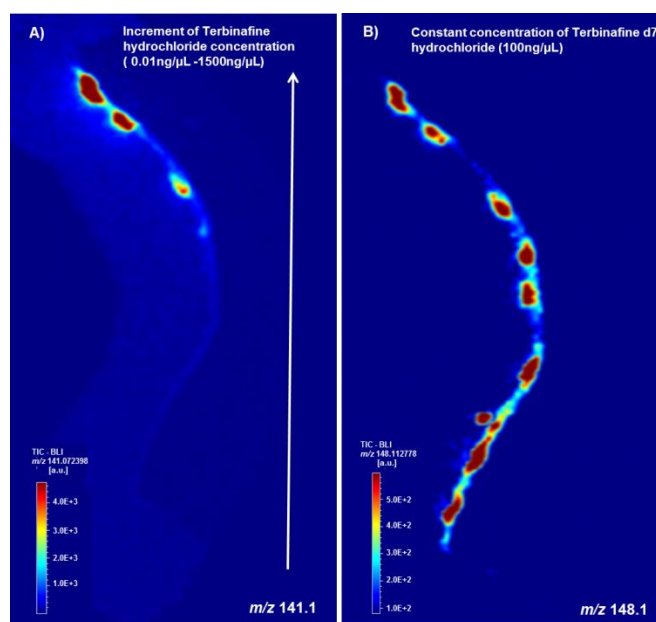 A)
Increment of Terbinafine
hydrochloride concentration
( 0.01ng/µL -1500ng/µL)
TIC - BLI
m/z 141.072398
[a.u.]
4.0E+3
3.0E+3
2.0E+3
1.0E+3
m/z 141.1
B)
Constant concentration of Terbinafine d7
hydrochloride (100ng/µL)
TIC - BLI
m/z 148.112778
[a.u.]
5.0E+2
4.0E+2
3.0E+2
2.0E+2
1.0E+2
m/z 148.1